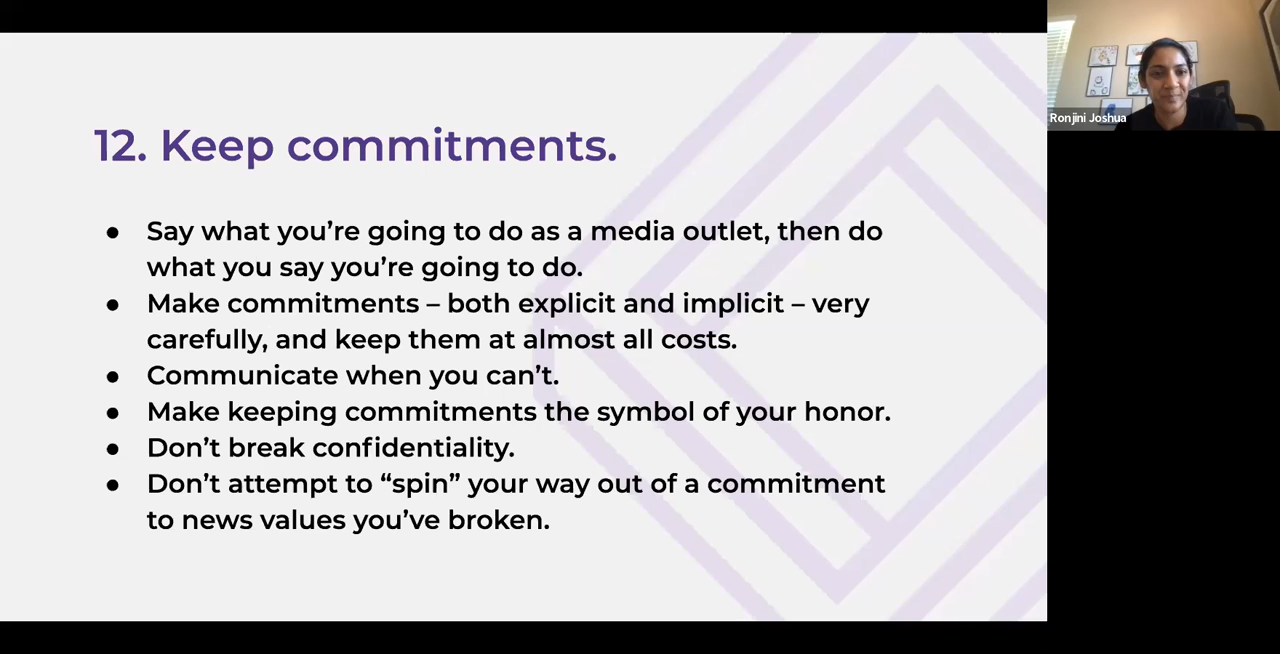 12. Keep commitments.
● Say what you’re going to do as a media outlet, then do
what you say you’re going to do.
● Make commitments – both explicit and implicit – very
carefully, and keep them at almost all costs.
● Communicate when you can’t.
● Make keeping commitments the symbol of your honor.
● Don’t break confidentiality.
● Don’t attempt to “spin” your way out of a commitment
to news values you’ve broken.
Ronjini Joshua